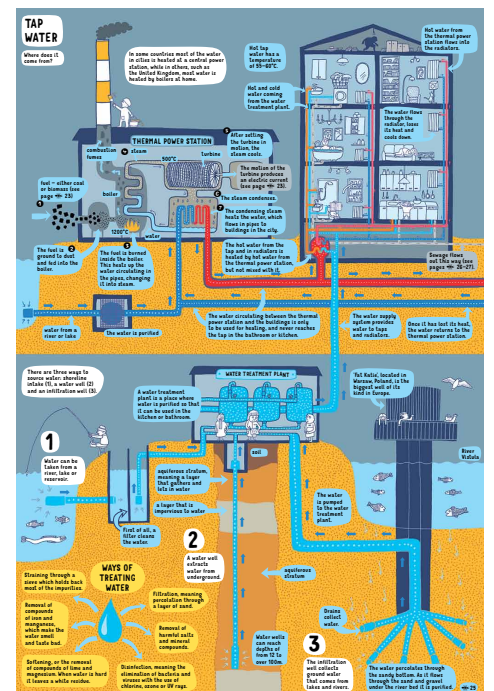 TAP
WATER
Where does it
come from?
In some countries most of the water
in cities is heated at a central power
station, while in others, such as
the United Kingdom, most water is
heated by boilers at home.
Hot tap
water has a
temperature
of 55–60°C.
Hot water from
the thermal power
station flows into
the radiators.
Hot and cold
water coming
from the water
treatment plant.
The water flows
through the
radiator, loses
its heat and
cools down.
THERMAL POWER STATION
combustion
fumes
4 steam
500°C
turbine
5 After setting
the turbine in
motion, the
steam cools.
The motion of the
turbine produces
an electric current
(see page 23).
fuel – either coal
or biomass (see
page 23)
1
boiler
6
The steam condenses.
7
The condensing steam
heats the water, which
flows in pipes to
buildings in the city.
1200°C
water
2
The fuel is
ground to dust
and fed into the
boiler.
3
The fuel is burned
inside the boiler.
This heats up the
water circulating in
the pipes, changing
it into steam.
The hot water from the
tap and in radiators is
heated by hot water from
the thermal power station,
but not mixed with it.
Sewage flows
out this way (see
pages 26–27).
water from a
river or lake
the water is purified
The water circulating between the thermal
power station and the buildings is only
to be used for heating, and never reaches
the tap in the bathroom or kitchen.
The water supply
system provides
water to taps
and radiators.
Once it has lost its heat,
the water returns to the
thermal power station.
There are three ways to
source water: shoreline
intake (1), a water well (2)
and an infiltration well (3).
WATER TREATMENT PLANT
A water treatment
plant is a place where
water is purified so that
it can be used in the
kitchen or bathroom.
'Fat Kaśka', located in
Warsaw, Poland, is the
biggest well of its
kind in Europe.
1
Water can be
taken from a
river, lake or
reservoir.
soil
River
Vistula
aquiferous stratum,
meaning a layer
that gathers and
lets in water
a layer that is
impervious to water
The water
is pumped
to the water
treatment
plant.
First of all, a
filter cleans
the water.
2
A water well
extracts
water from
underground.
aquiferous
stratum
WAYS OF
TREATING
WATER
Straining through a
sieve which holds back
most of the impurities.
Filtration, meaning
percolation through
a layer of sand.
Removal of
compounds
of iron and
manganese,
which make the
water smell
and taste bad.
Removal of
harmful salts
and mineral
compounds.
Softening, or the removal
of compounds of lime and
magnesium. When water is hard
it leaves a white residue.
Disinfection, meaning the
elimination of bacteria and
viruses with the use of
chlorine, ozone or UV rays.
Water wells
can reach
depths of
from 12 to
over 100m.
Drains
collect
water.
3
The infiltration
well collects
ground water
that comes from
lakes and rivers.
The water percolates through
the sandy bottom. As it flows
through the sand and gravel
under the river bed it is purified.
25